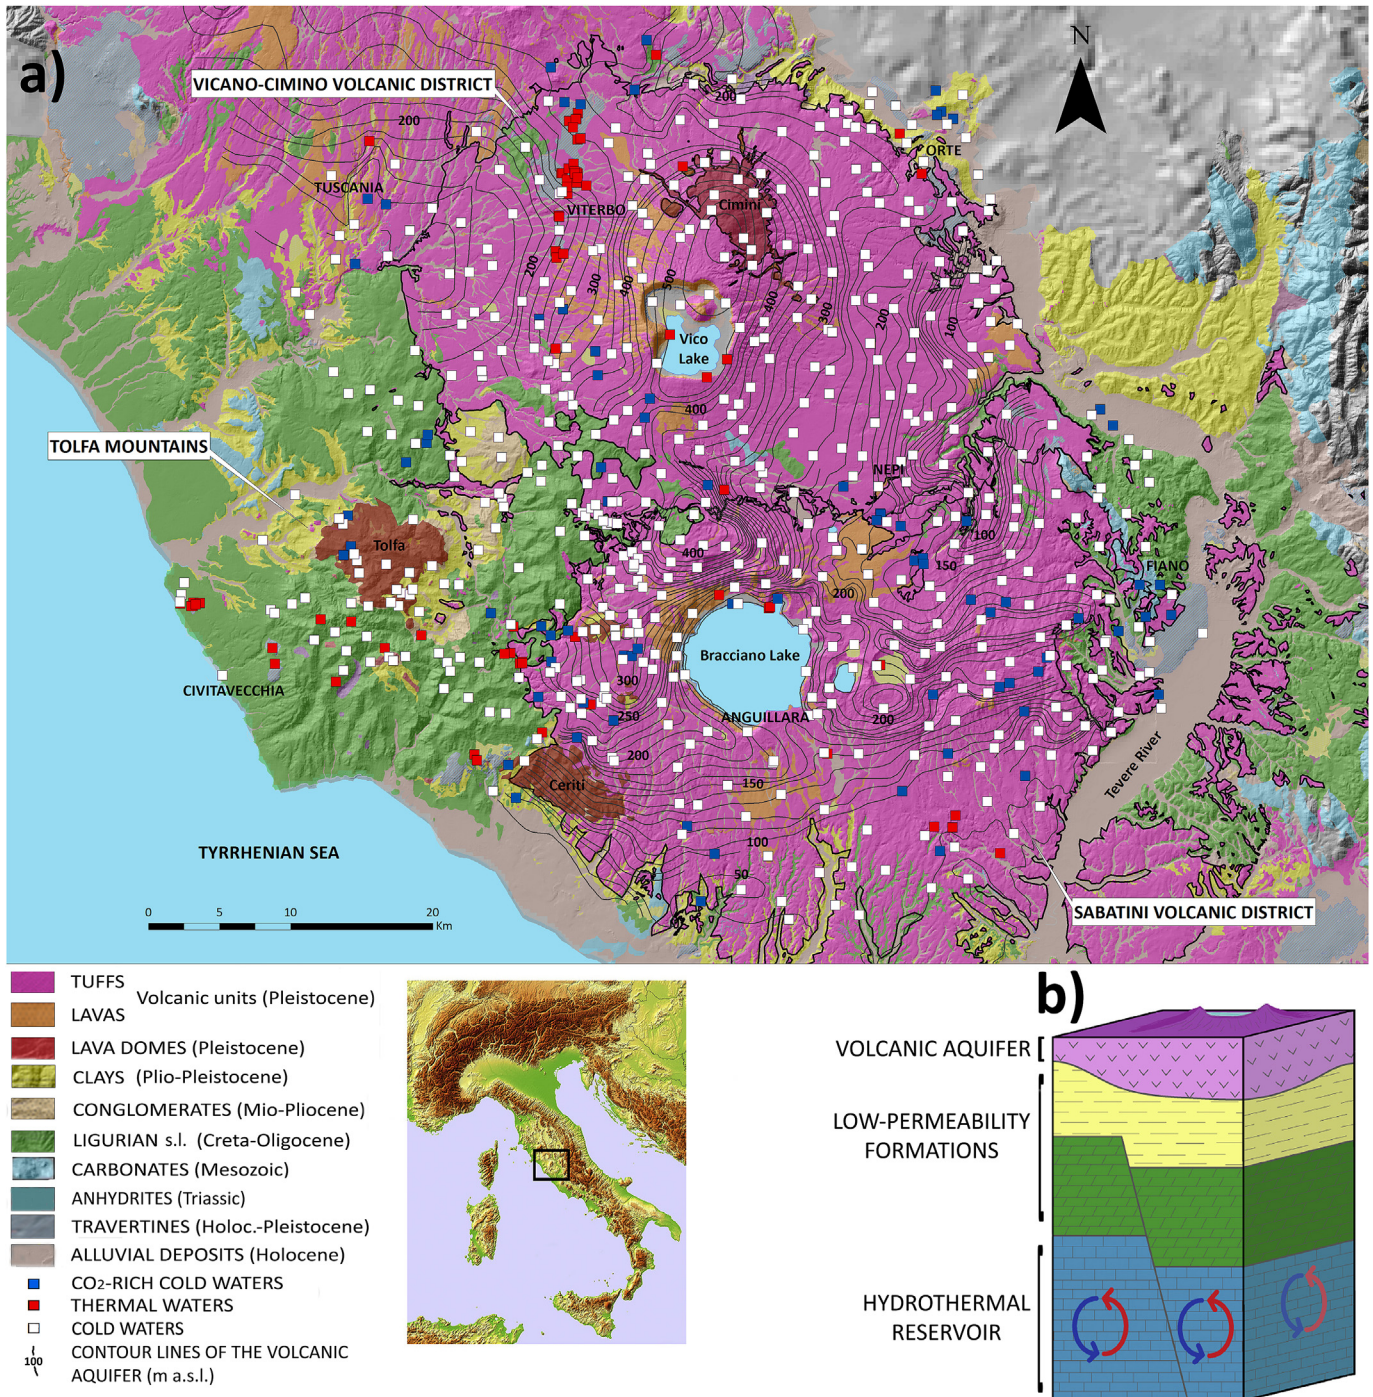 a)
N
VICANO-CIMINO VOLCANIC DISTRICT
200
200
ORTE
TUSCANIA
VITERBO
Cimini
200
300
400
500
400
300
200
100
Vico
Lake
400
TOLFA MOUNTAINS
NEPI
Tolfa
400
100
150
FIANO
200
Bracciano Lake
300
CIVITAVECCHIA
250
ANGUILLARA
200
200
Ceriti
150
Tevere River
100
TYRRHENIAN SEA
50
SABATINI VOLCANIC DISTRICT
0 5 10 20
Km
TUFFS
Volcanic units (Pleistocene)
LAVAS
LAVA DOMES (Pleistocene)
CLAYS (Plio-Pleistocene)
CONGLOMERATES (Mio-Pliocene)
LIGURIAN s.l. (Creta-Oligocene)
CARBONATES (Mesozoic)
ANHYDRITES (Triassic)
TRAVERTINES (Holoc.-Pleistocene)
ALLUVIAL DEPOSITS (Holocene)
CO2-RICH COLD WATERS
THERMAL WATERS
COLD WATERS
100 CONTOUR LINES OF THE VOLCANIC
AQUIFER (m a.s.l.)
b)
VOLCANIC AQUIFER
LOW-PERMEABILITY
FORMATIONS
HYDROTHERMAL
RESERVOIR